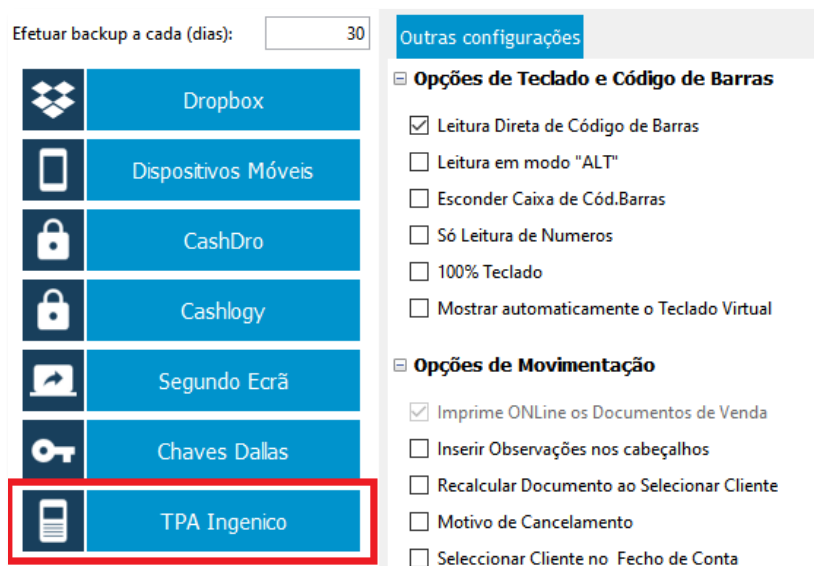 Efetuar backup a cada (dias): 30
Dropbox
Dispositivos Móveis
CashDro
Cashlogy
Segundo Ecrã
Chaves Dallas
TPA Ingenico
Outras configurações
Opções de Teclado e Código de Barras
Leitura Direta de Código de Barras
Leitura em modo "ALT"
Esconder Caixa de Cód.Barras
Só Leitura de Numeros
100% Teclado
Mostrar automaticamente o Teclado Virtual
Opções de Movimentação
Imprime ONLine os Documentos de Venda
Inserir Observações nos cabeçalhos
Recalcular Documento ao Selecionar Cliente
Motivo de Cancelamento
Seleccionar Cliente no Fecho de Conta